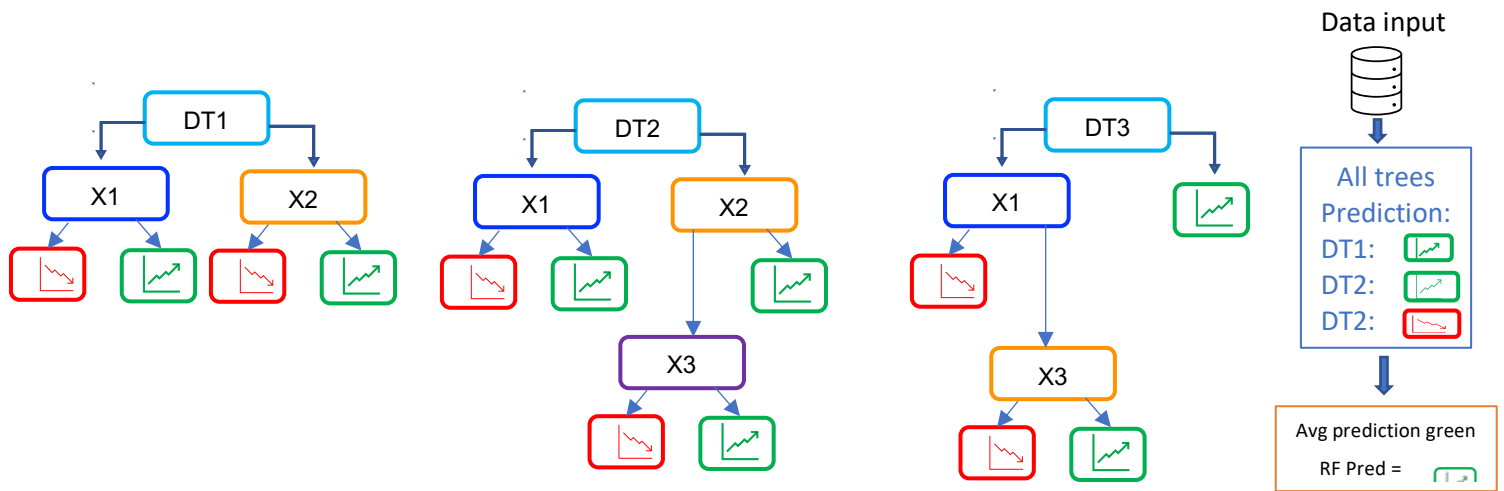 DT1
X1
X2
DT2
X1
X2
X3
DT3
X1
X3
Data input
All trees
Prediction:
DT1:
DT2:
DT2:
Avg prediction green
RF Pred =